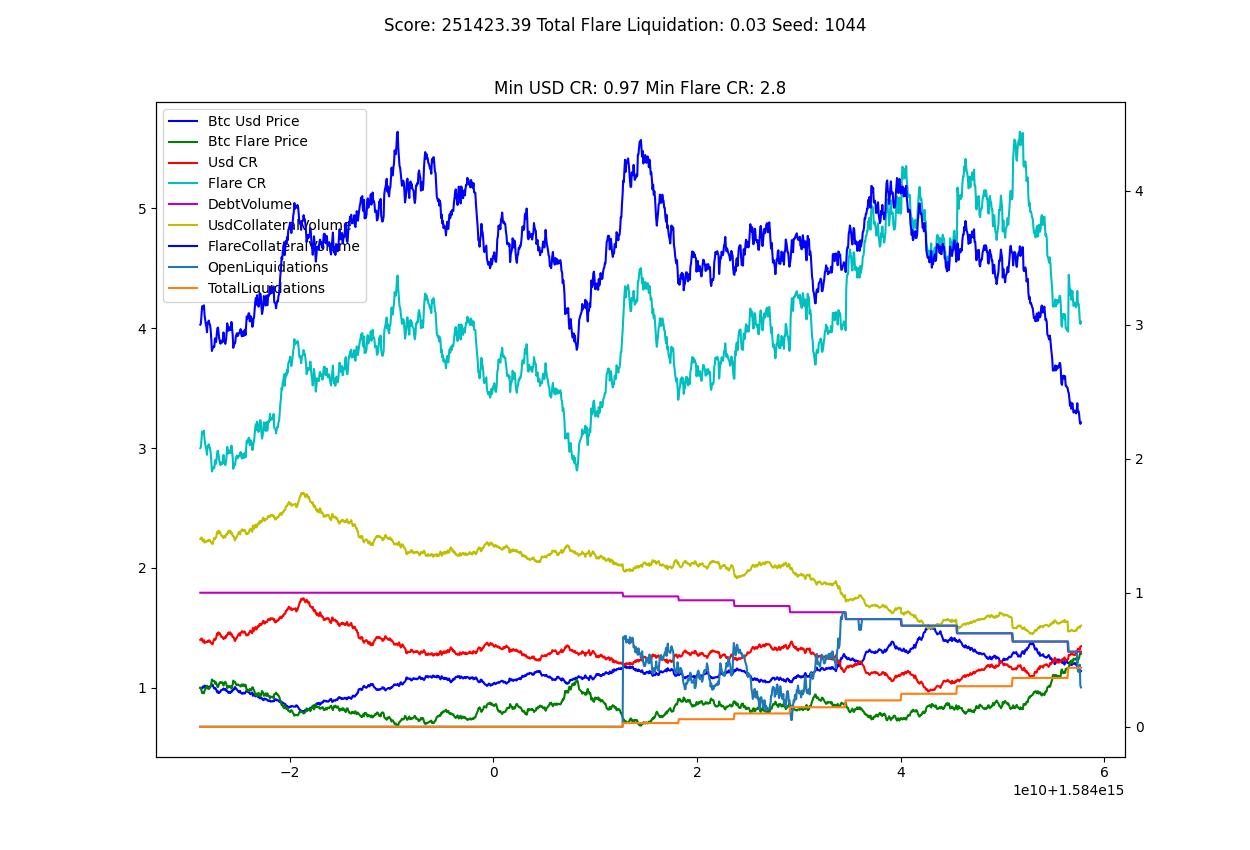 Score: 251423.39 Total Flare Liquidation: 0.03 Seed: 1044
Min USD CR: 0.97 Min Flare CR: 2.8
Btc Usd Price
Btc Flare Price
Usd CR
Flare CR
DebtVolume
UsdCollateralVolume
FlareCollateralVolume
OpenLiquidations
TotalLiquidations
5
4
3
2
1
4
3
2
1
0
−2
0
2
4
6
1e10+1.584e15